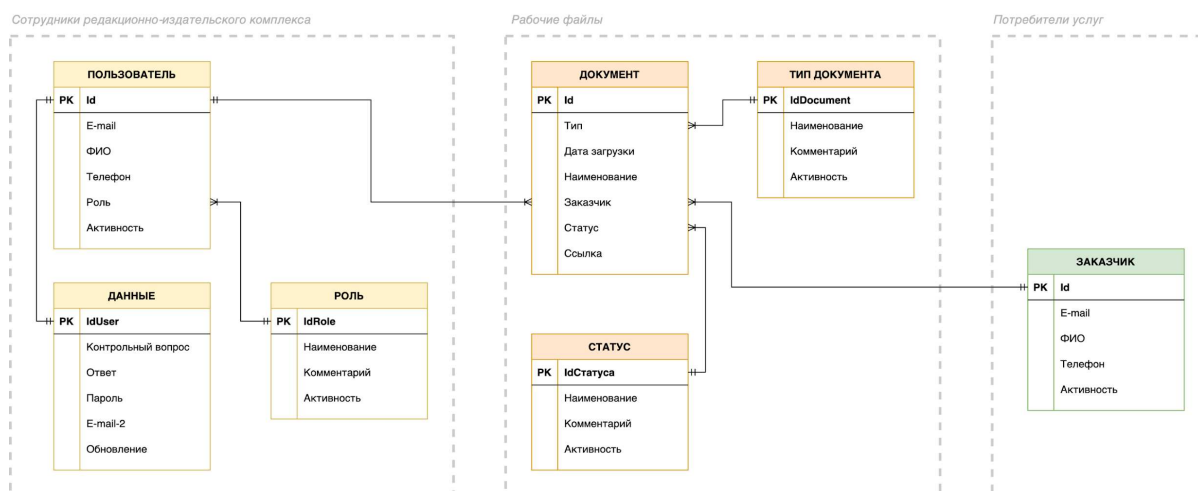 Сотрудники редакционно-издательского комплекса
Рабочие файлы
Потребители услуг
ПОЛЬЗОВАТЕЛЬ
PK Id
E-mail
ФИО
Телефон
Роль
Активность
ДАННЫЕ
PK IdUser
Контрольный вопрос
Ответ
Пароль
E-mail-2
Обновление
РОЛЬ
PK IdRole
Наименование
Комментарий
Активность
ДОКУМЕНТ
PK Id
Тип
Дата загрузки
Наименование
Заказчик
Статус
Ссылка
ТИП ДОКУМЕНТА
PK IdDocument
Наименование
Комментарий
Активность
СТАТУС
PK IdСтатуса
Наименование
Комментарий
Активность
ЗАКАЗЧИК
PK Id
E-mail
ФИО
Телефон
Активность